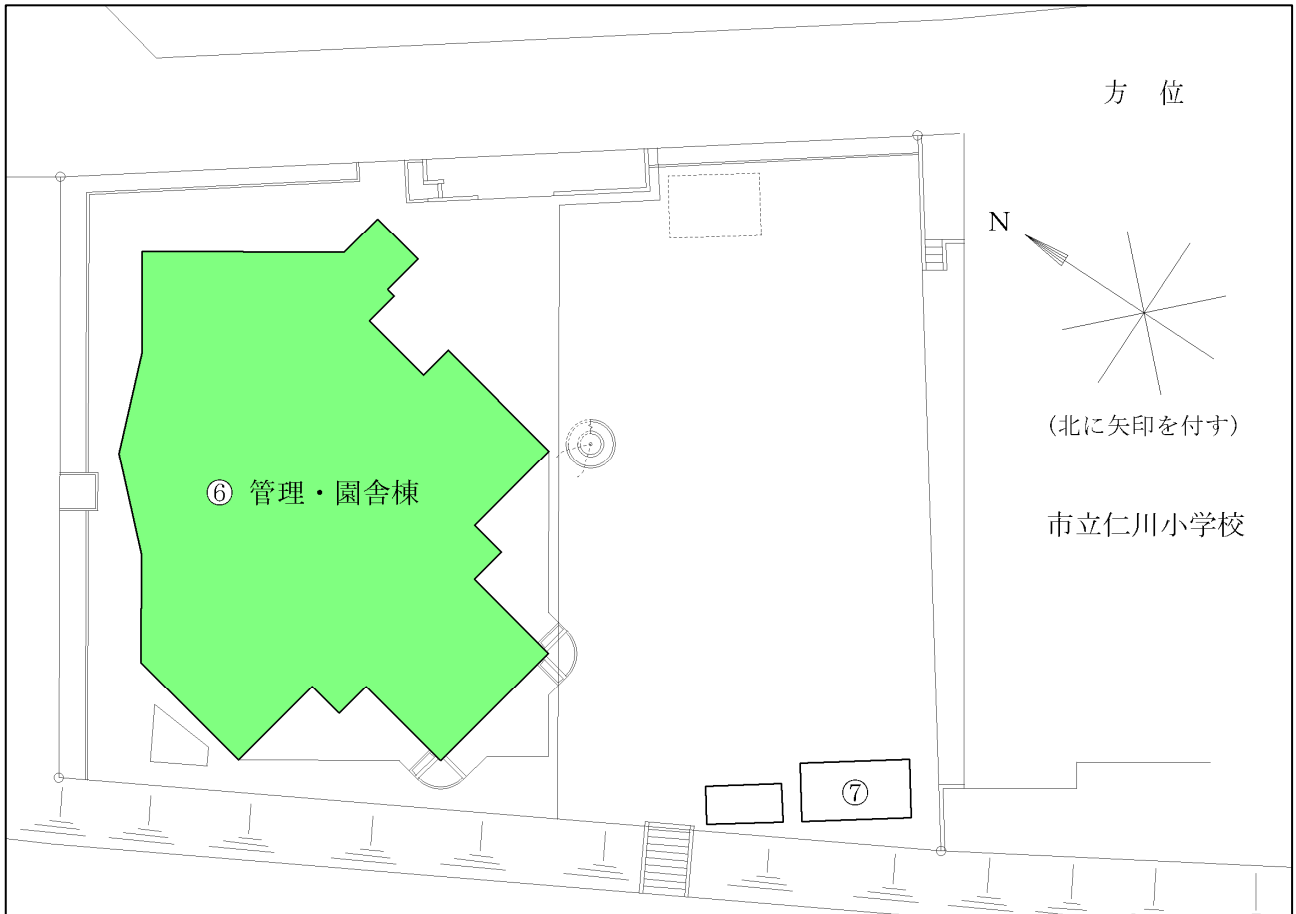 方　位
N
(北に矢印を付す)
⑥ 管理・園舎棟
市立仁川小学校
⑦